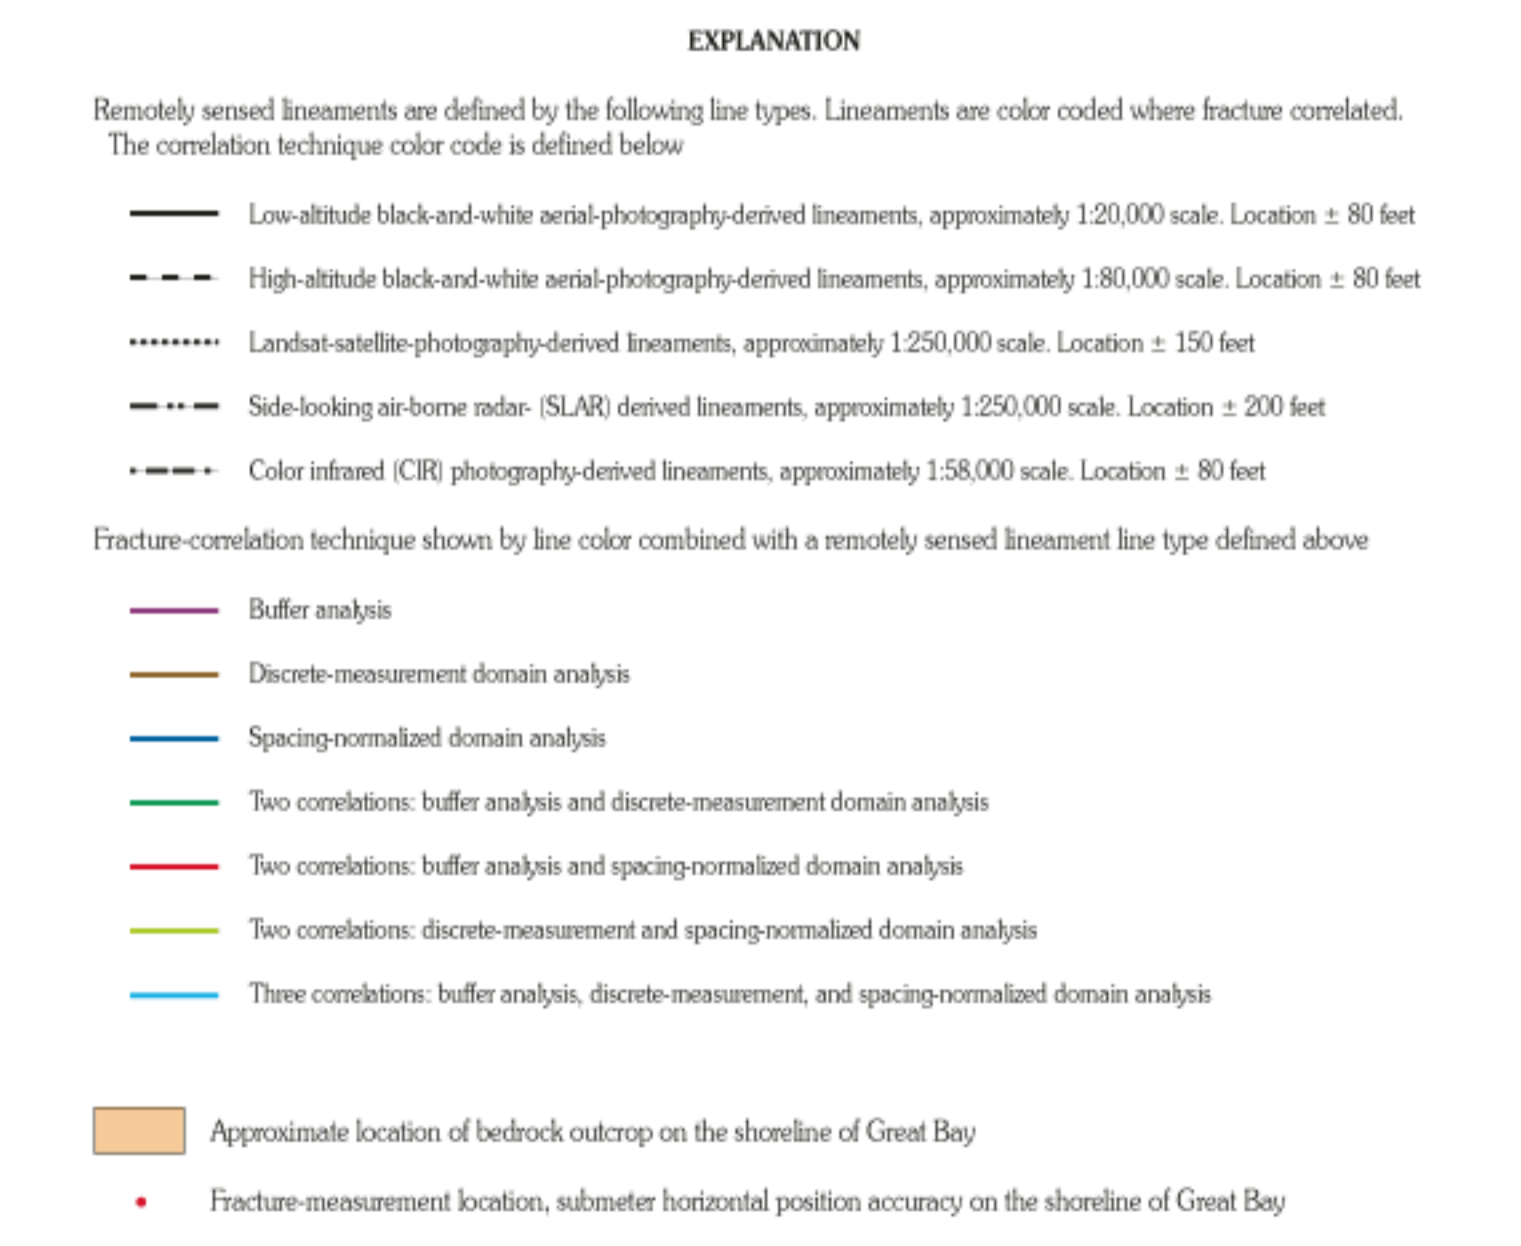 EXPLANATION
Remotely sensed lineaments are defined by the following line types. Lineaments are color coded where fracture correlated.
The correlation technique color code is defined below
Low-altitude black-and-white aerial-photography-derived lineaments, approximately 1:20,000 scale. Location ± 80 feet
High-altitude black-and-white aerial-photography-derived lineaments, approximately 1:80,000 scale. Location ± 80 feet
Landsat-satellite-photography-derived lineaments, approximately 1:250,000 scale. Location ± 150 feet
Side-looking air-borne radar- (SLAR) derived lineaments, approximately 1:250,000 scale. Location ± 200 feet
Color infrared (CIR) photography-derived lineaments, approximately 1:58,000 scale. Location ± 80 feet
Fracture-correlation technique shown by line color combined with a remotely sensed lineament line type defined above
Buffer analysis
Discrete-measurement domain analysis
Spacing-normalized domain analysis
Two correlations: buffer analysis and discrete-measurement domain analysis
Two correlations: buffer analysis and spacing-normalized domain analysis
Two correlations: discrete-measurement and spacing-normalized domain analysis
Three correlations: buffer analysis, discrete-measurement, and spacing-normalized domain analysis
Approximate location of bedrock outcrop on the shoreline of Great Bay
Fracture-measurement location, submeter horizontal position accuracy on the shoreline of Great Bay